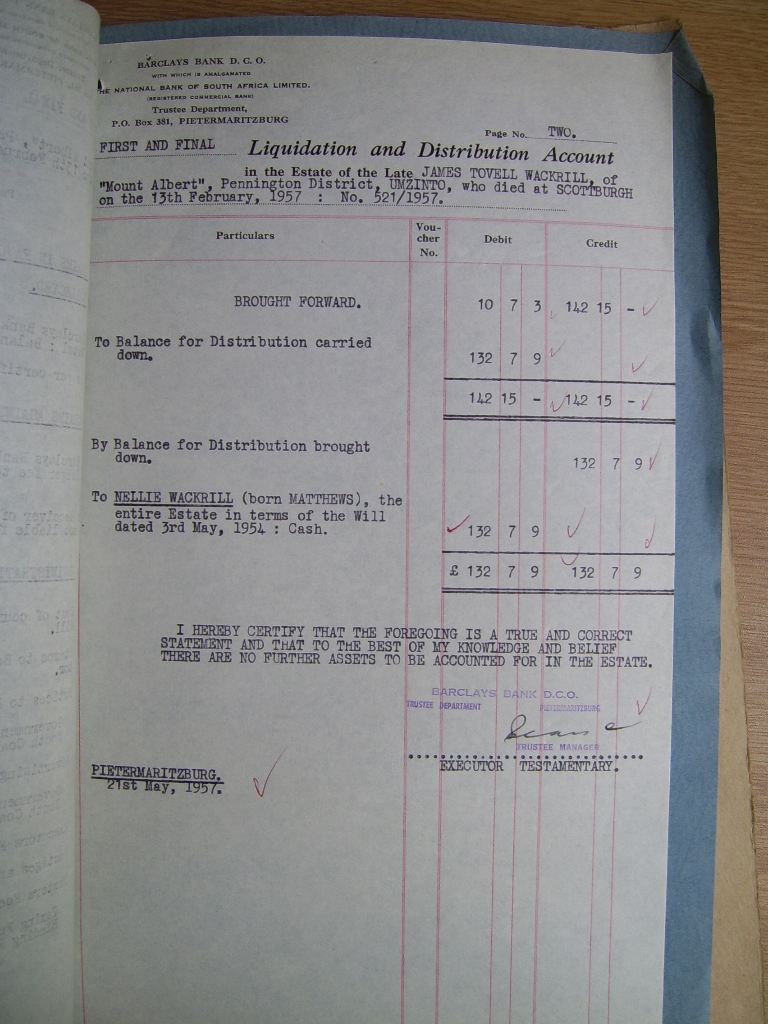 BARCLAYS BANK D. C. O.
WITH WHICH IS AMALGAMATED
HE NATIONAL BANK OF SOUTH AFRICA LIMITED.
(REGISTERED COMMERCIAL BANK)
Trustee Department,
P.O. Box 381, PIETERMARITZBURG
Page No. TWO.
FIRST AND FINAL Liquidation and Distribution Account
in the Estate of the Late JAMES TOVELL WACKRILL, of
"Mount Albert", Pennington District, UMZINTO, who died at SCOTTBURGH
on the 13th February, 1957 : No. 521/1957.
Particulars Vou-cher No. Debit Credit
BROUGHT FORWARD. 10 7 3 142 15 -
To Balance for Distribution carried
down. 132 7 9
142 15 - 142 15 -
By Balance for Distribution brought
down. 132 7 9
To NELLIE WACKRILL (born MATTHEWS), the
entire Estate in terms of the Will
dated 3rd May, 1954 : Cash. 132 7 9
£ 132 7 9 132 7 9
I HEREBY CERTIFY THAT THE FOREGOING IS A TRUE AND CORRECT
STATEMENT AND THAT TO THE BEST OF MY KNOWLEDGE AND BELIEF
THERE ARE NO FURTHER ASSETS TO BE ACCOUNTED FOR IN THE ESTATE.
BARCLAYS BANK D.C.O.
TRUSTEE DEPARTMENT PIETERMARITZBURG
TRUSTEE MANAGER
EXECUTOR TESTAMENTARY.
PIETERMARITZBURG.
21st May, 1957.